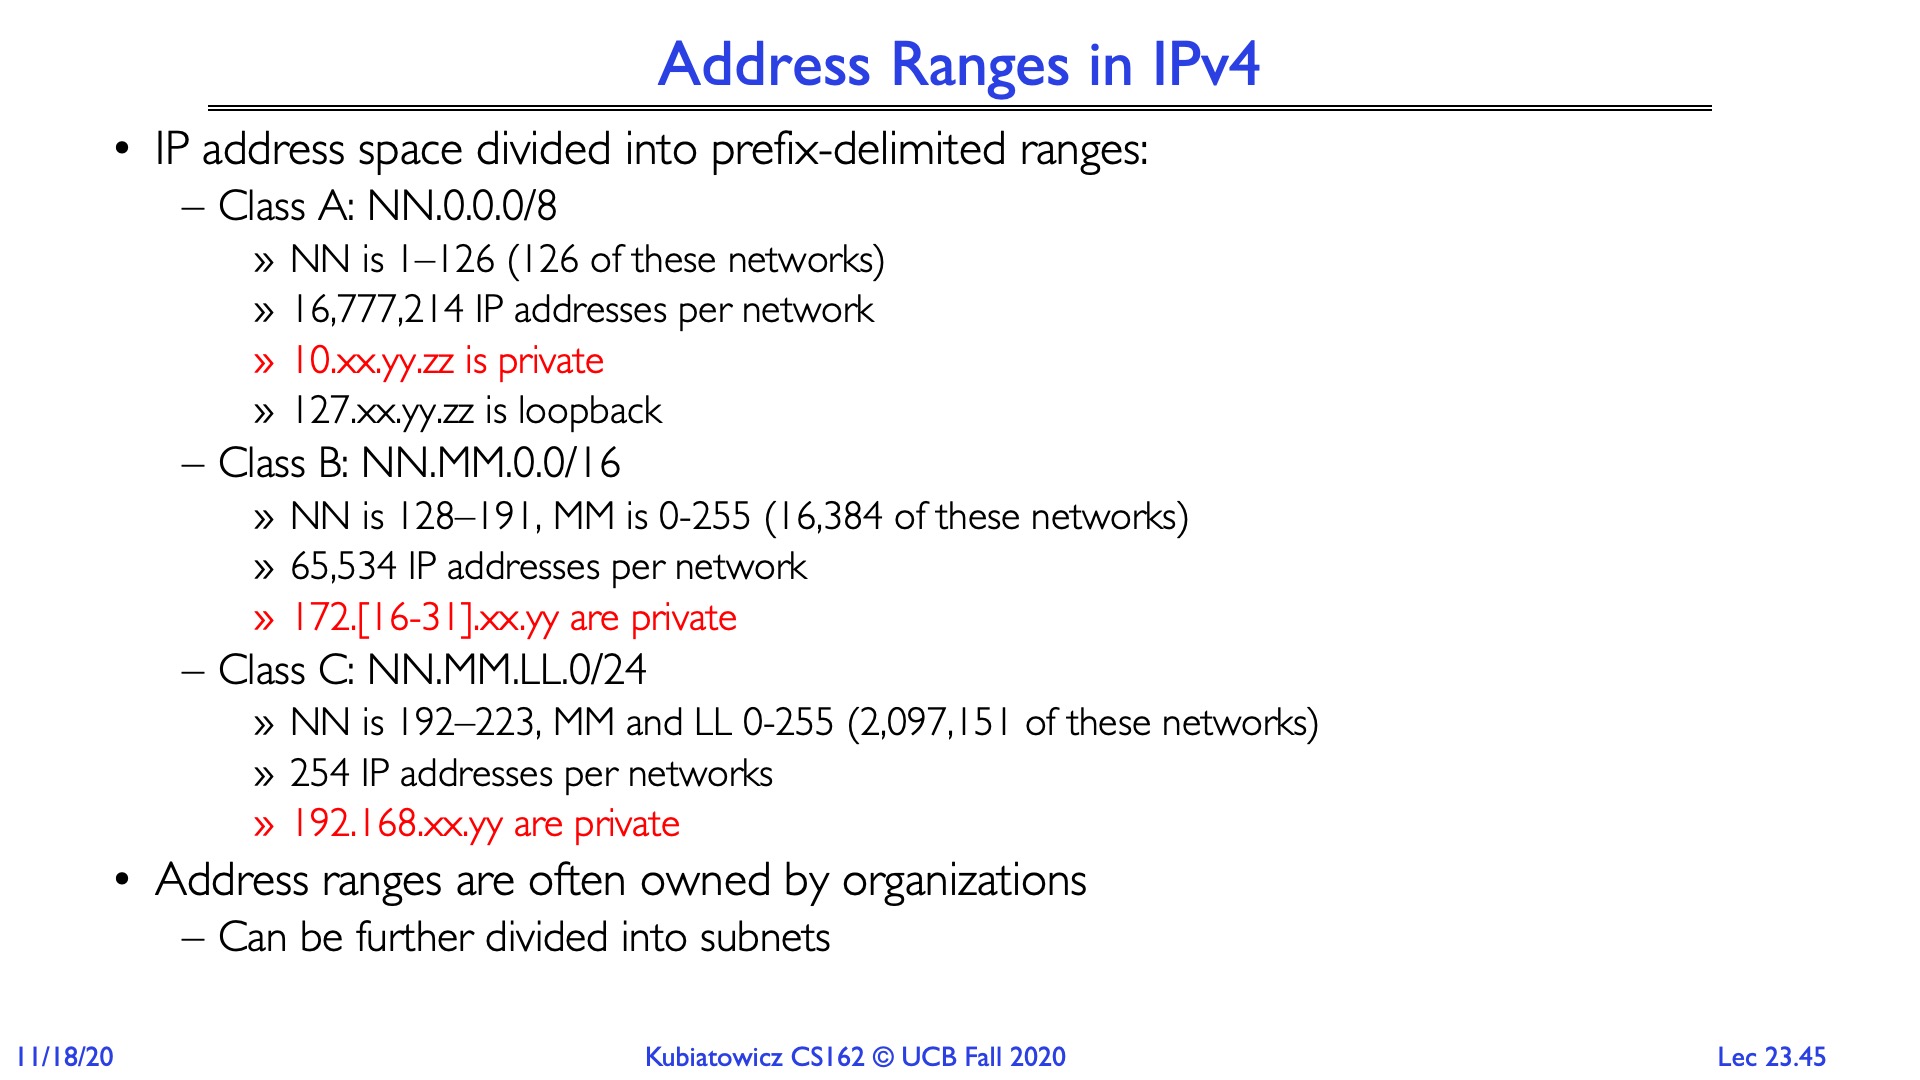 Address Ranges in IPv4
• IP address space divided into prefix-delimited ranges:
– Class A: NN.0.0.0/8
» NN is 1–126 (126 of these networks)
» 16,777,214 IP addresses per network
» 10.xx.yy.zz is private
» 127.xx.yy.zz is loopback
– Class B: NN.MM.0.0/16
» NN is 128–191, MM is 0-255 (16,384 of these networks)
» 65,534 IP addresses per network
» 172.[16-31].xx.yy are private
– Class C: NN.MM.LL.0/24
» NN is 192–223, MM and LL 0-255 (2,097,151 of these networks)
» 254 IP addresses per networks
» 192.168.xx.yy are private
• Address ranges are often owned by organizations
– Can be further divided into subnets
11/18/20
Kubiatowicz CS162 © UCB Fall 2020
Lec 23.45